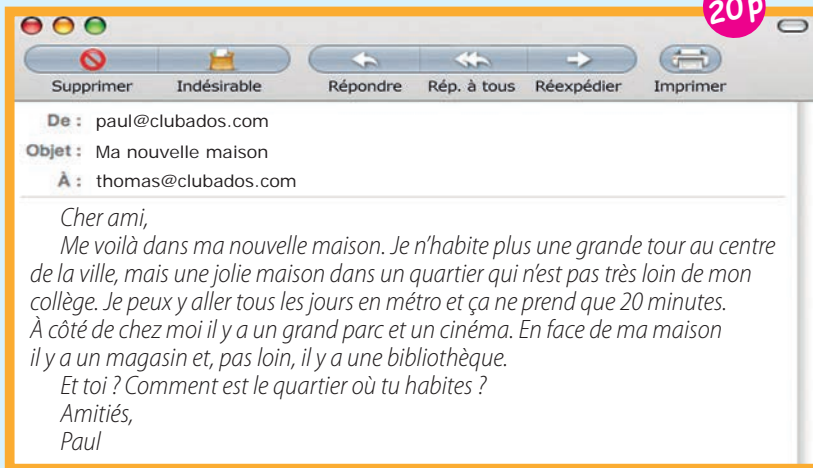 20p
Supprimer Indésirable Répondre Rép. à tous Réexpédier Imprimer
De : paul@clubados.com
Objet : Ma nouvelle maison
À : thomas@clubados.com
Cher ami,
Me voilà dans ma nouvelle maison. Je n'habite plus une grande tour au centre
de la ville, mais une jolie maison dans un quartier qui n'est pas très loin de mon
collège. Je peux y aller tous les jours en métro et ça ne prend que 20 minutes.
À côté de chez moi il y a un grand parc et un cinéma. En face de ma maison
il y a un magasin et, pas loin, il y a une bibliothèque.
Et toi ? Comment est le quartier où tu habites ?
Amitiés,
Paul